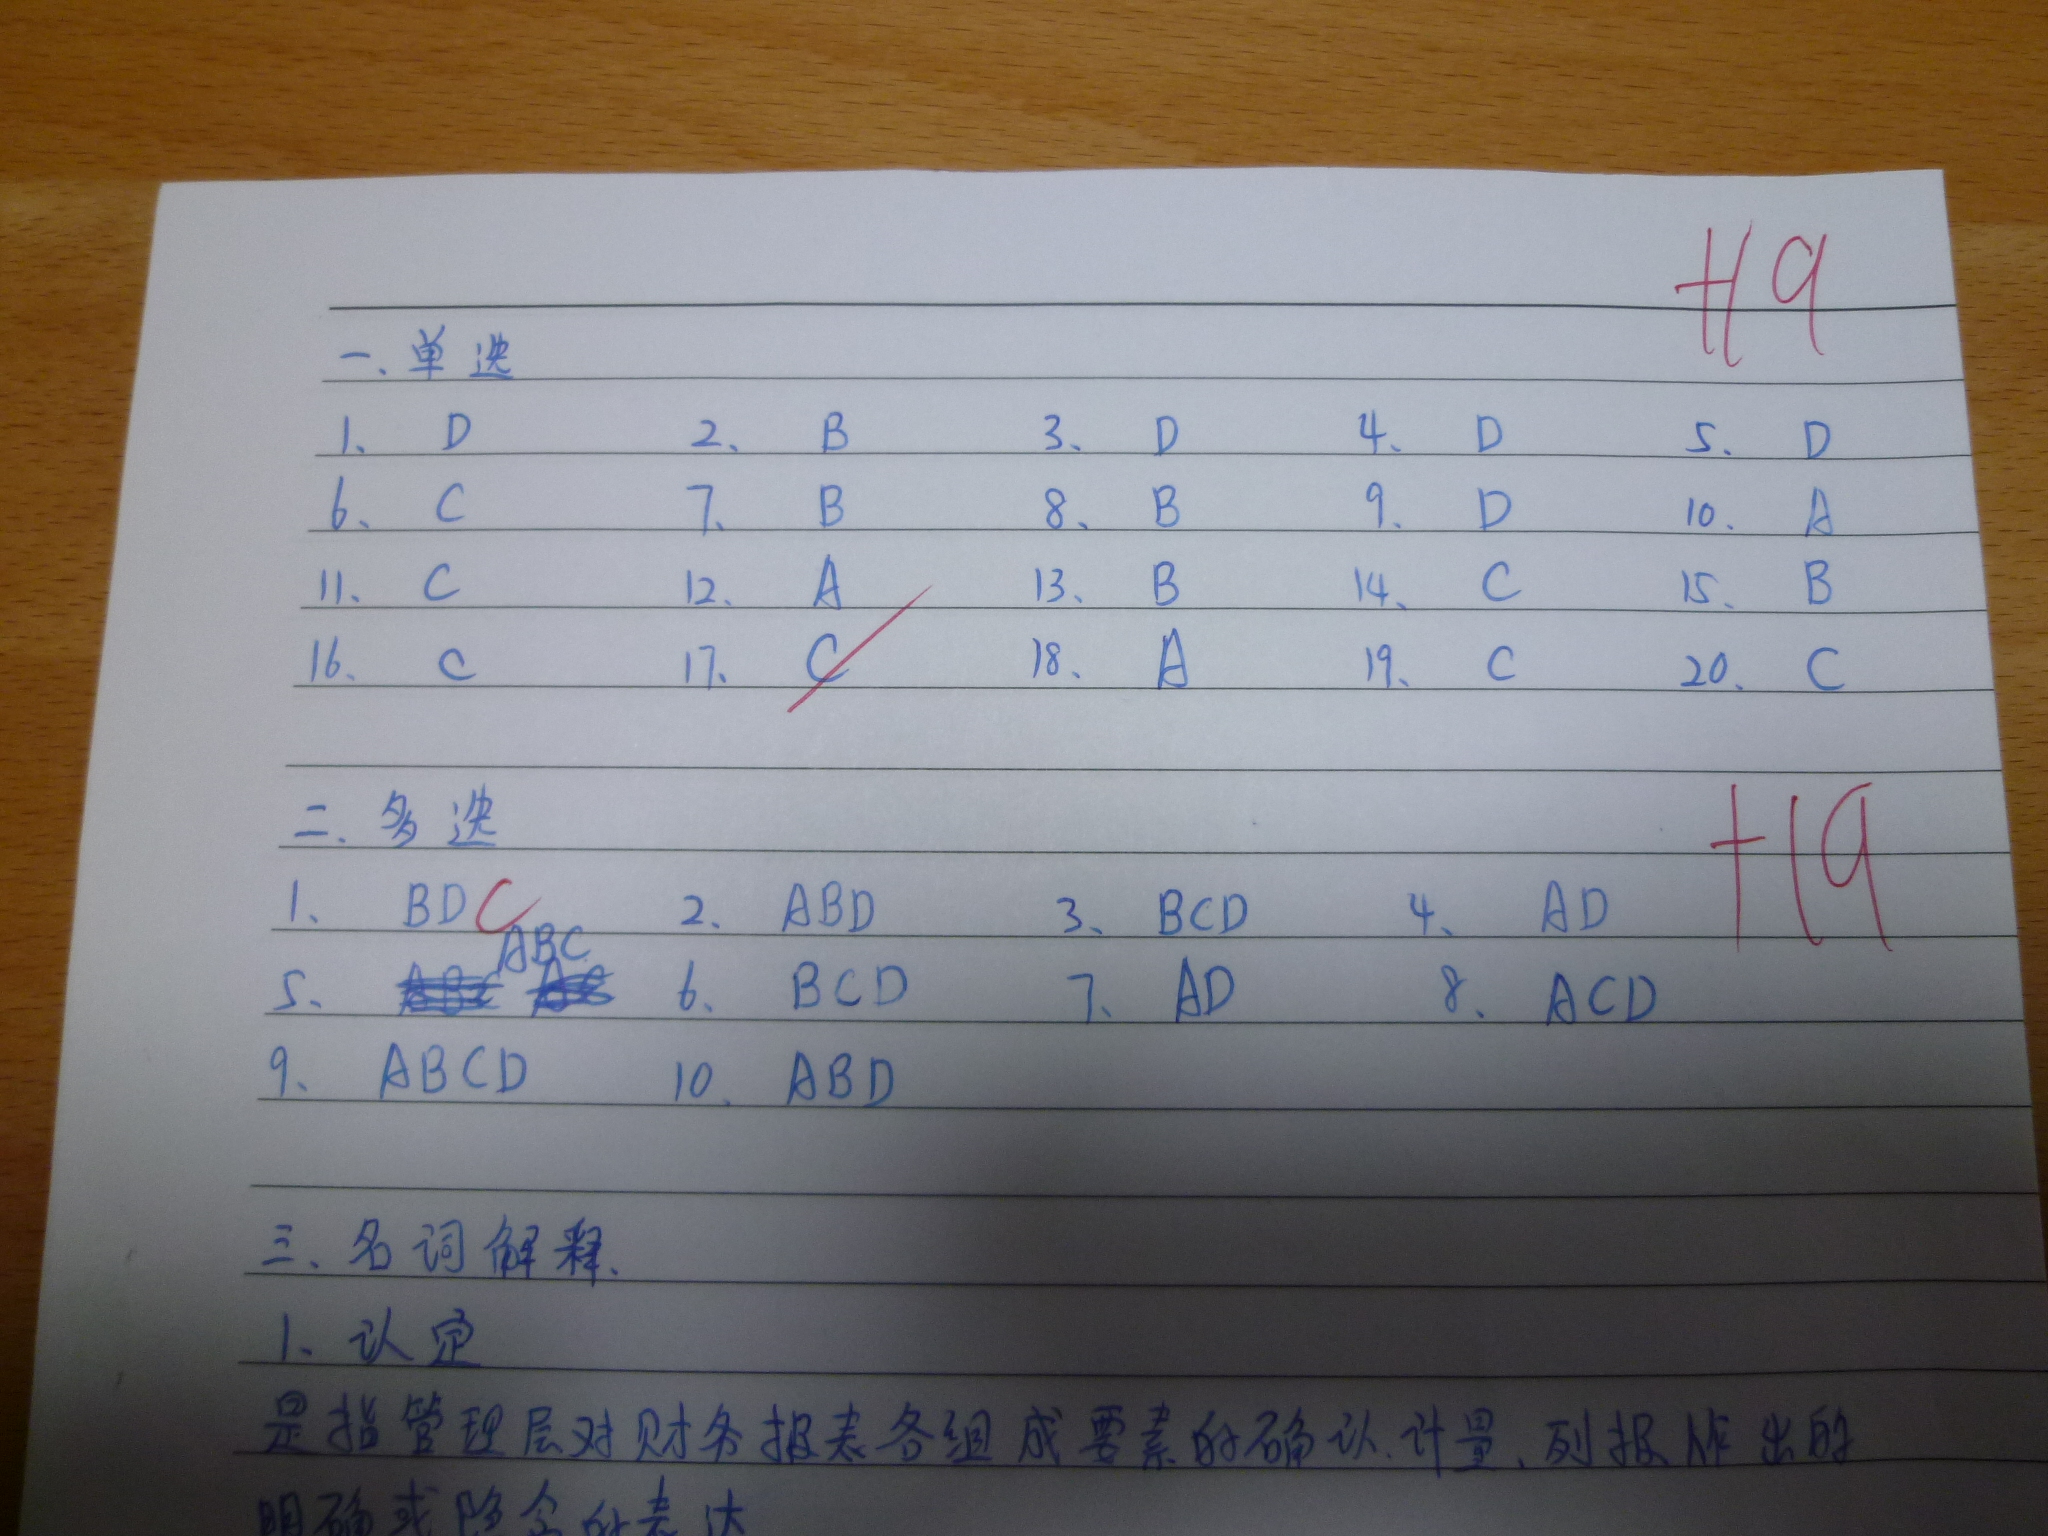 +19
一.单选
1、 D 2、 B 3、 D 4、 D 5、 D
6、 C 7、 B 8、 B 9、 D 10、 A
11、 C 12、 A 13、 B 14、 C 15、 B
16、 C 17、 C 18、 A 19、 C 20、 C
二.多选
+19
1、 BD C 2、 ABD 3、 BCD 4、 AD
5、 ABC 6、 BCD 7、 AD 8、 ACD
9、 ABCD 10、 ABD
三、名词解释.
1、认定
是指管理层对财务报表各组成要素的确认.计量、列报作出的
明确或隐含的表达